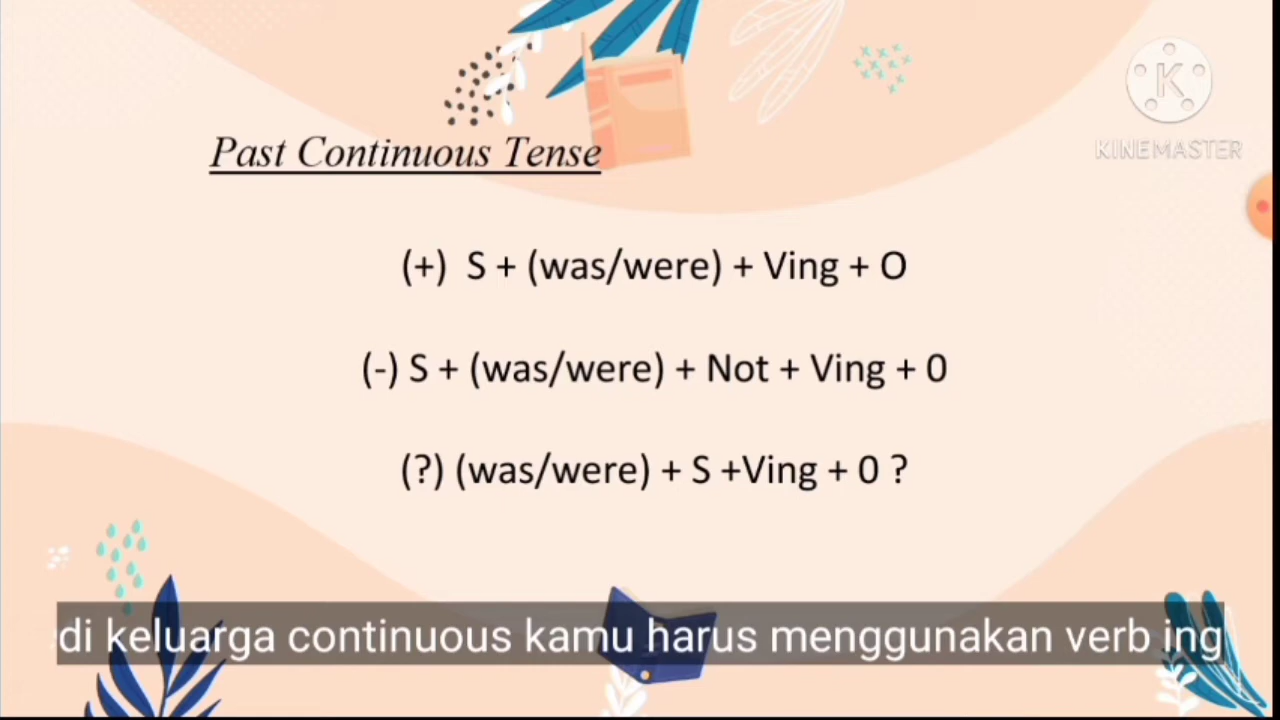 K
KINEMASTER
Past Continuous Tense
(+) S + (was/were) + Ving + O
(-) S + (was/were) + Not + Ving + 0
(?) (was/were) + S +Ving + 0 ?
di keluarga continuous kamu harus menggunakan verb ing